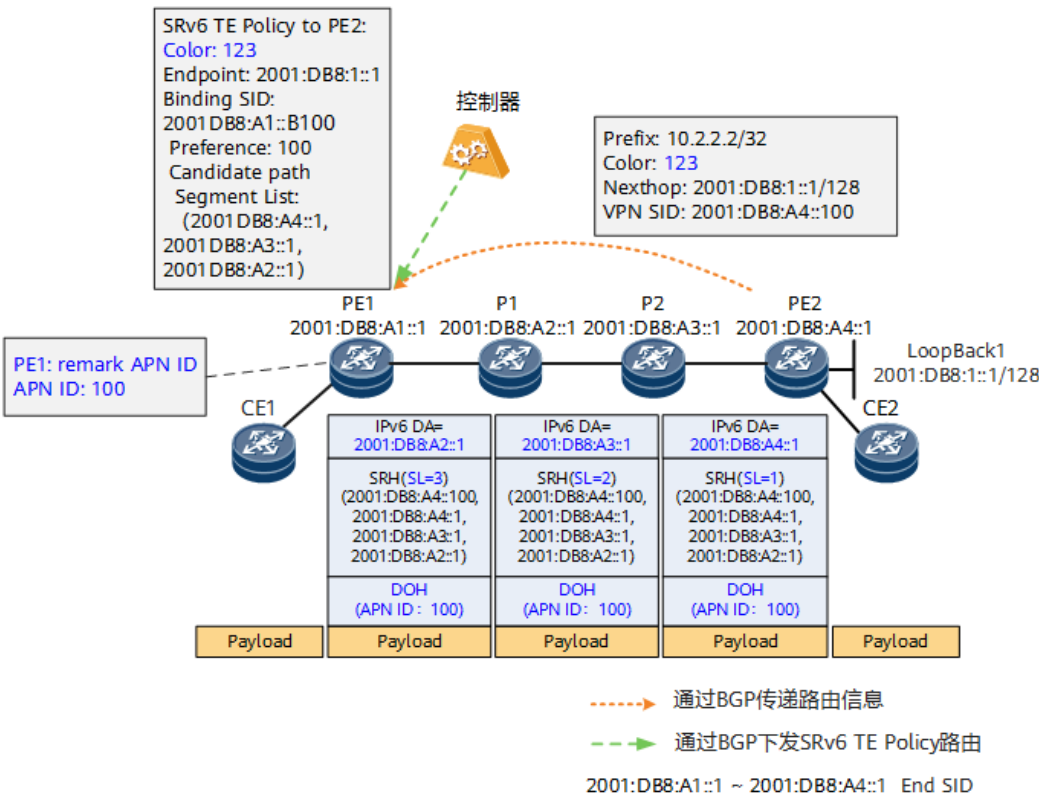 SRv6 TE Policy to PE2:
Color: 123
Endpoint: 2001:DB8:1::1
Binding SID:
2001DB8:A1::B100
Preference: 100
Candidate path
Segment List:
(2001DB8:A4::1,
2001DB8:A3::1,
2001DB8:A2::1)
控制器
Prefix: 10.2.2.2/32
Color: 123
Nexthop: 2001:DB8:1::1/128
VPN SID: 2001:DB8:A4::100
PE1
2001:DB8:A1::1
P1
2001:DB8:A2::1
P2
2001:DB8:A3::1
PE2
2001:DB8:A4::1
PE1: remark APN ID
APN ID: 100
LoopBack1
2001:DB8:1::1/128
CE1
CE2
IPv6 DA=
2001:DB8:A2::1
SRH(SL=3)
(2001:DB8:A4::100,
2001:DB8:A4::1,
2001:DB8:A3::1,
2001:DB8:A2::1)
DOH
(APN ID：100)
IPv6 DA=
2001:DB8:A3::1
SRH(SL=2)
(2001:DB8:A4::100,
2001:DB8:A4::1,
2001:DB8:A3::1,
2001:DB8:A2::1)
DOH
(APN ID：100)
IPv6 DA=
2001:DB8:A4::1
SRH(SL=1)
(2001:DB8:A4::100,
2001:DB8:A4::1,
2001:DB8:A3::1,
2001:DB8:A2::1)
DOH
(APN ID：100)
Payload
Payload
Payload
Payload
Payload
通过BGP传递路由信息
通过BGP下发SRv6 TE Policy路由
2001:DB8:A1::1 ~ 2001:DB8:A4::1 End SID